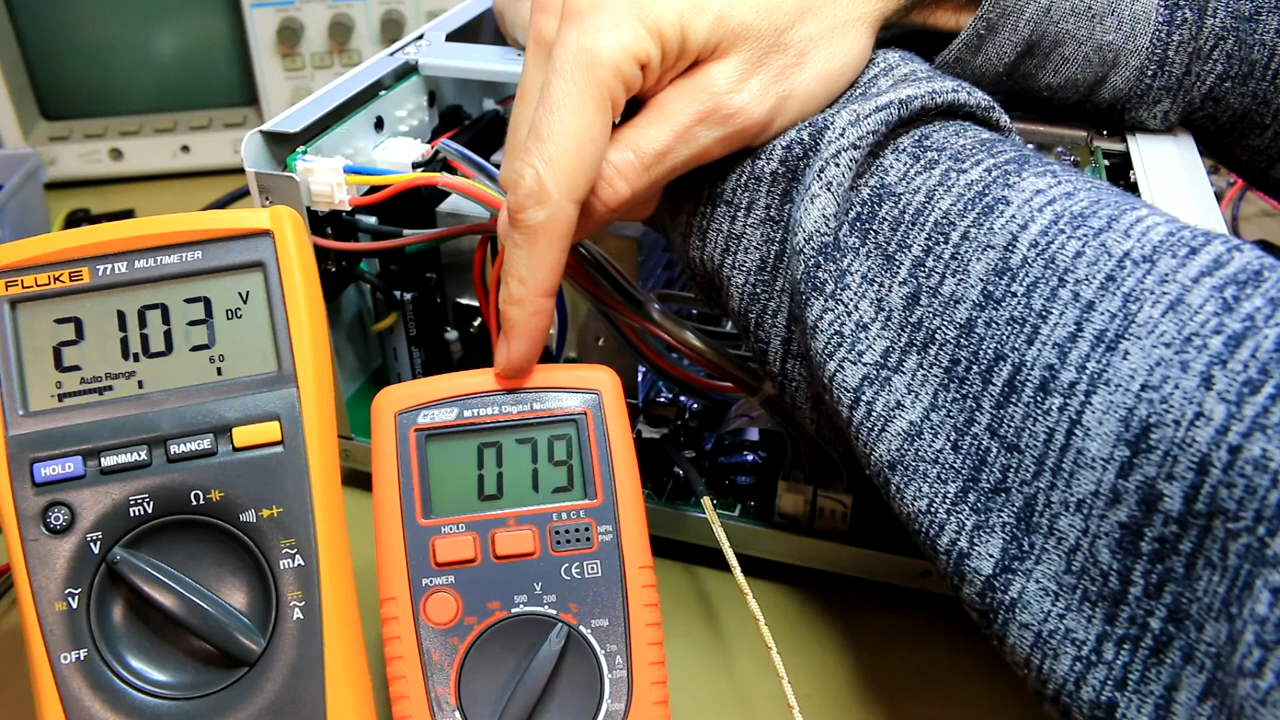 FLUKE 77IV MULTIMETER
21.03 V DC
0 60
Auto Range
HOLD
MINMAX
RANGE
mV
Ω
V
mA
Hz V
A
OFF
MTD82 Digital
079
HOLD
E B C E
NPN
PNP
CE
POWER
V
500 200
200µ
2m
A